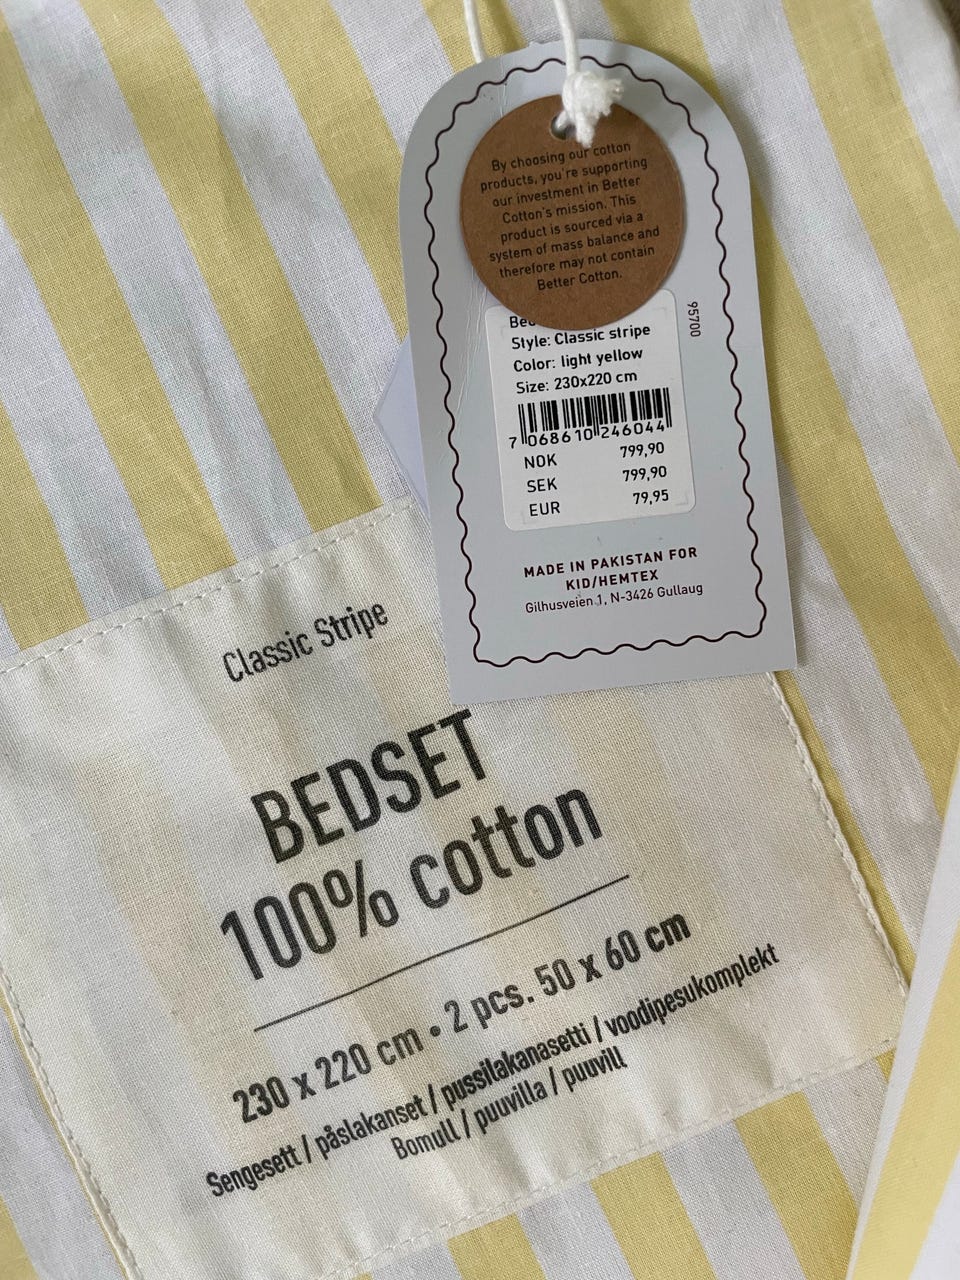 By choosing our cotton
products, you're supporting
our investment in Better
Cotton's mission. This
product is sourced via a
system of mass balance and
therefore may not contain
Better Cotton.
Style: Classic stripe
Color: light yellow
Size: 230x220 cm
7 068610 246044
NOK 799,90
SEK 799,90
EUR 79,95
95700
MADE IN PAKISTAN FOR
KID/HEMTEX
Gilhusveien 1, N-3426 Gullaug
Classic Stripe
BEDSET
100% cotton
230 x 220 cm • 2 pcs. 50 x 60 cm
Sengesett / påslakanset / pussilakanasetti / voodipesukomplekt
Bomull / puuvilla / puuvill